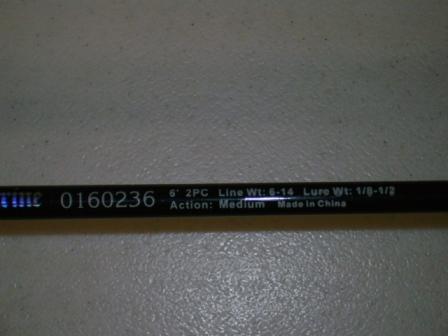 0160236 6' 2PC Line Wt: 6-14 Lure Wt: 1/8-1/2
Action: Medium Made in China